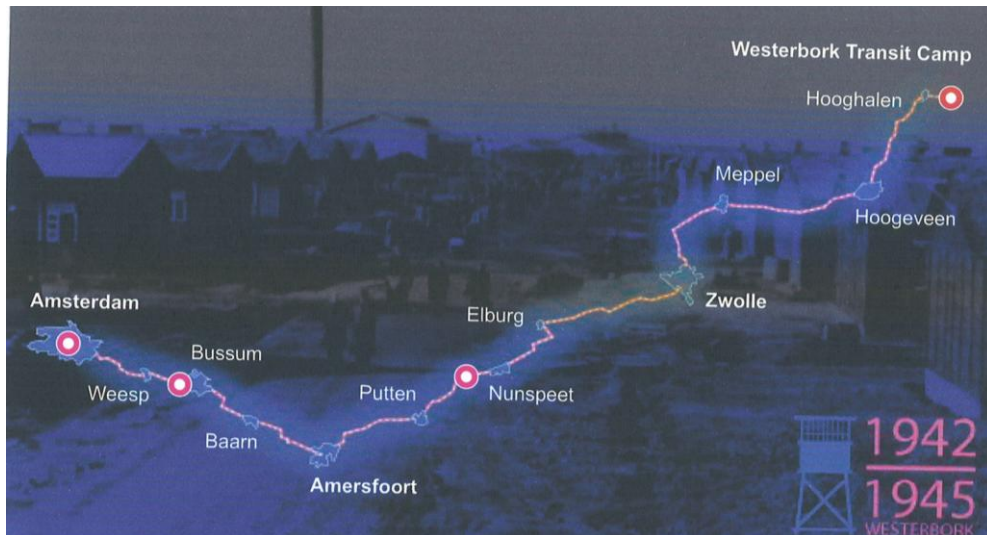 Westerbork Transit Camp
Hooghalen
Meppel
Hoogeveen
Zwolle
Amsterdam
Elburg
Bussum
Weesp
Putten
Nunspeet
Baarn
Amersfoort
1942
1945
WESTERBORK